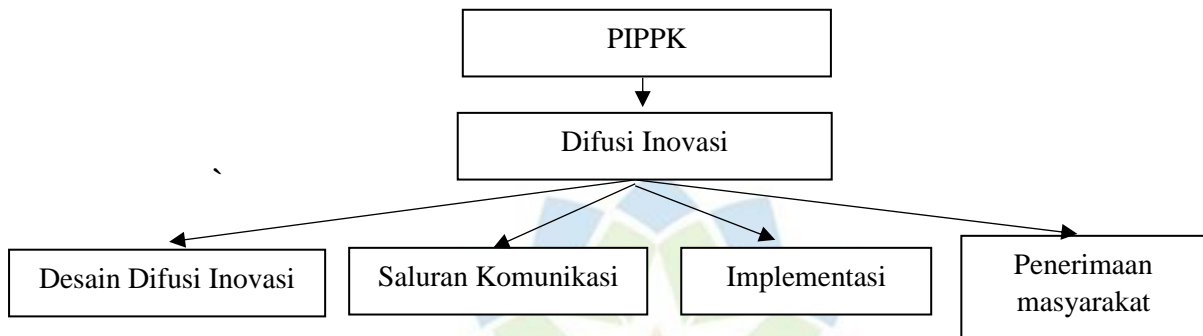 PIPPK
Difusi Inovasi
`
Desain Difusi Inovasi
Saluran Komunikasi
Implementasi
Penerimaan
masyarakat